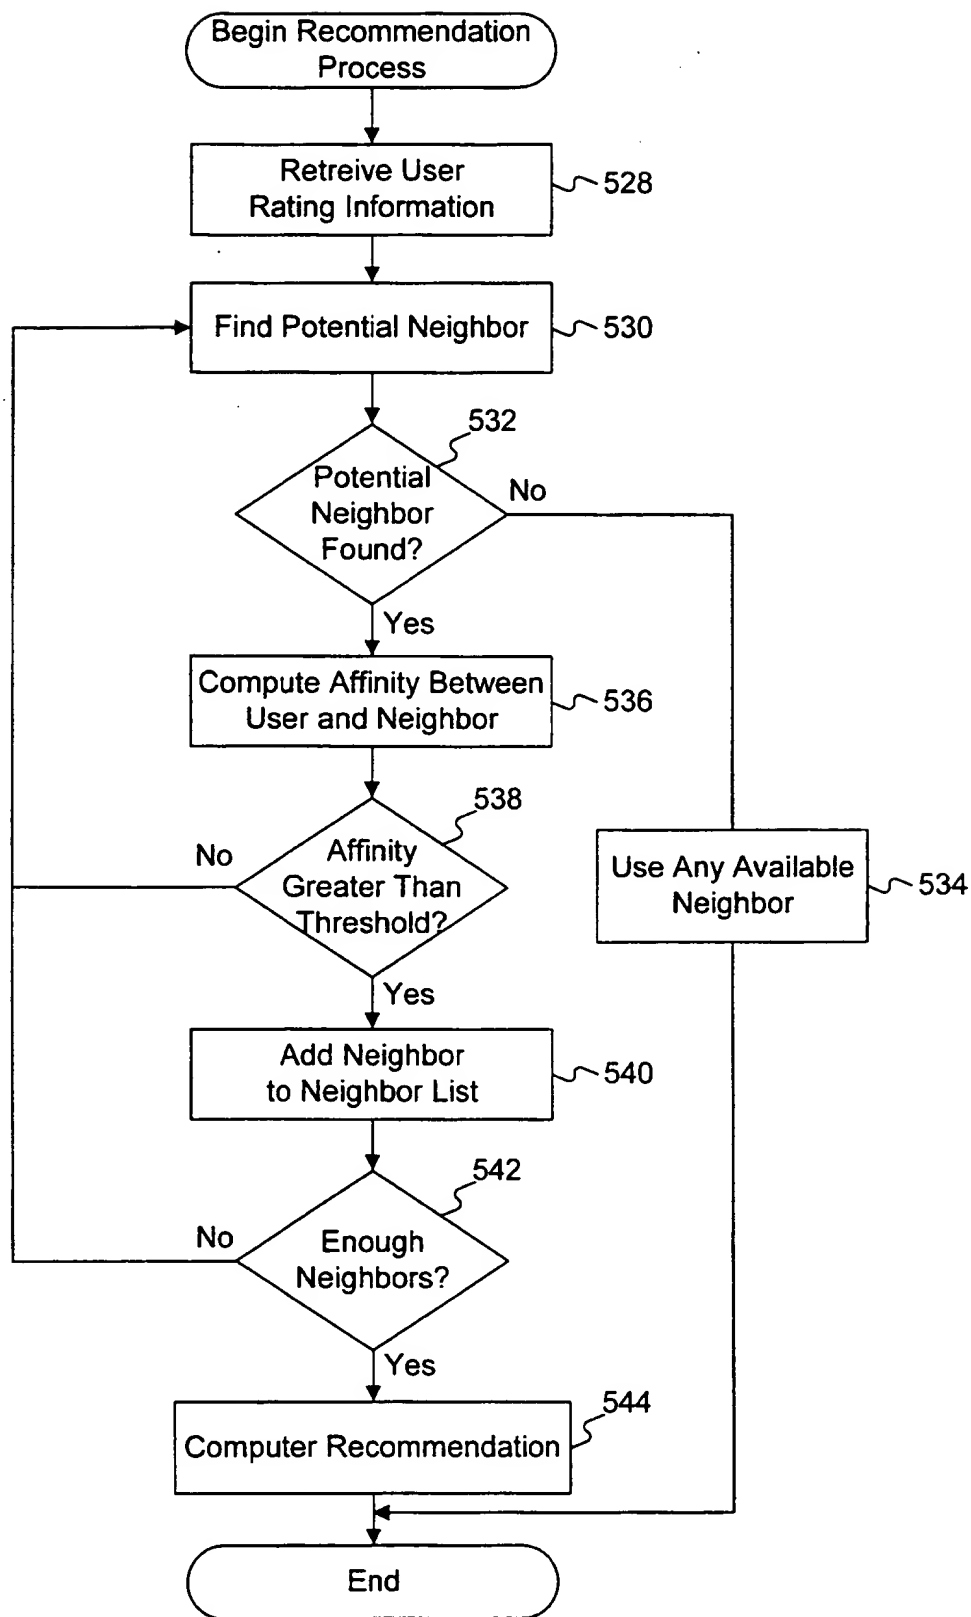 Begin Recommendation
Process
Retreive User
Rating Information
528
Find Potential Neighbor
530
532
Potential
Neighbor
Found?
No
Yes
Compute Affinity Between
User and Neighbor
536
538
No
Affinity
Greater Than
Threshold?
Use Any Available
Neighbor
534
Yes
Add Neighbor
to Neighbor List
540
542
No
Enough
Neighbors?
Yes
544
Computer Recommendation
End